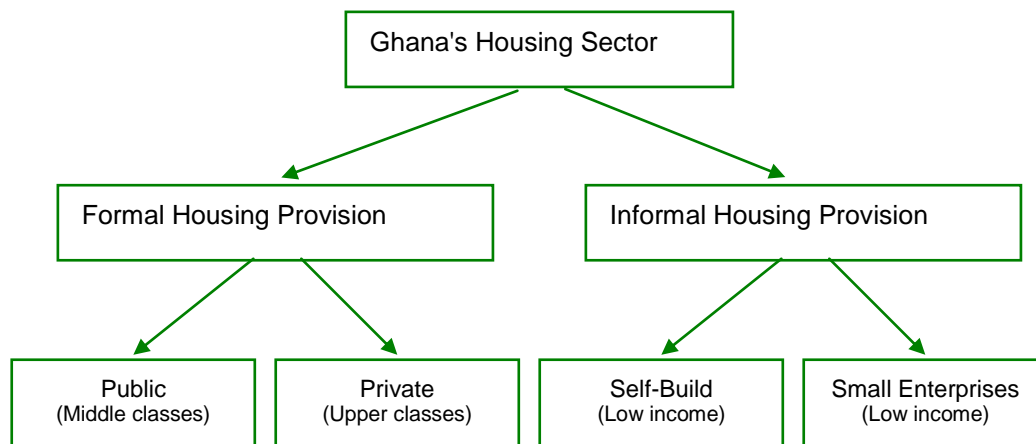 Ghana's Housing Sector
Formal Housing Provision
Informal Housing Provision
Public
(Middle classes)
Private
(Upper classes)
Self-Build
(Low income)
Small Enterprises
(Low income)